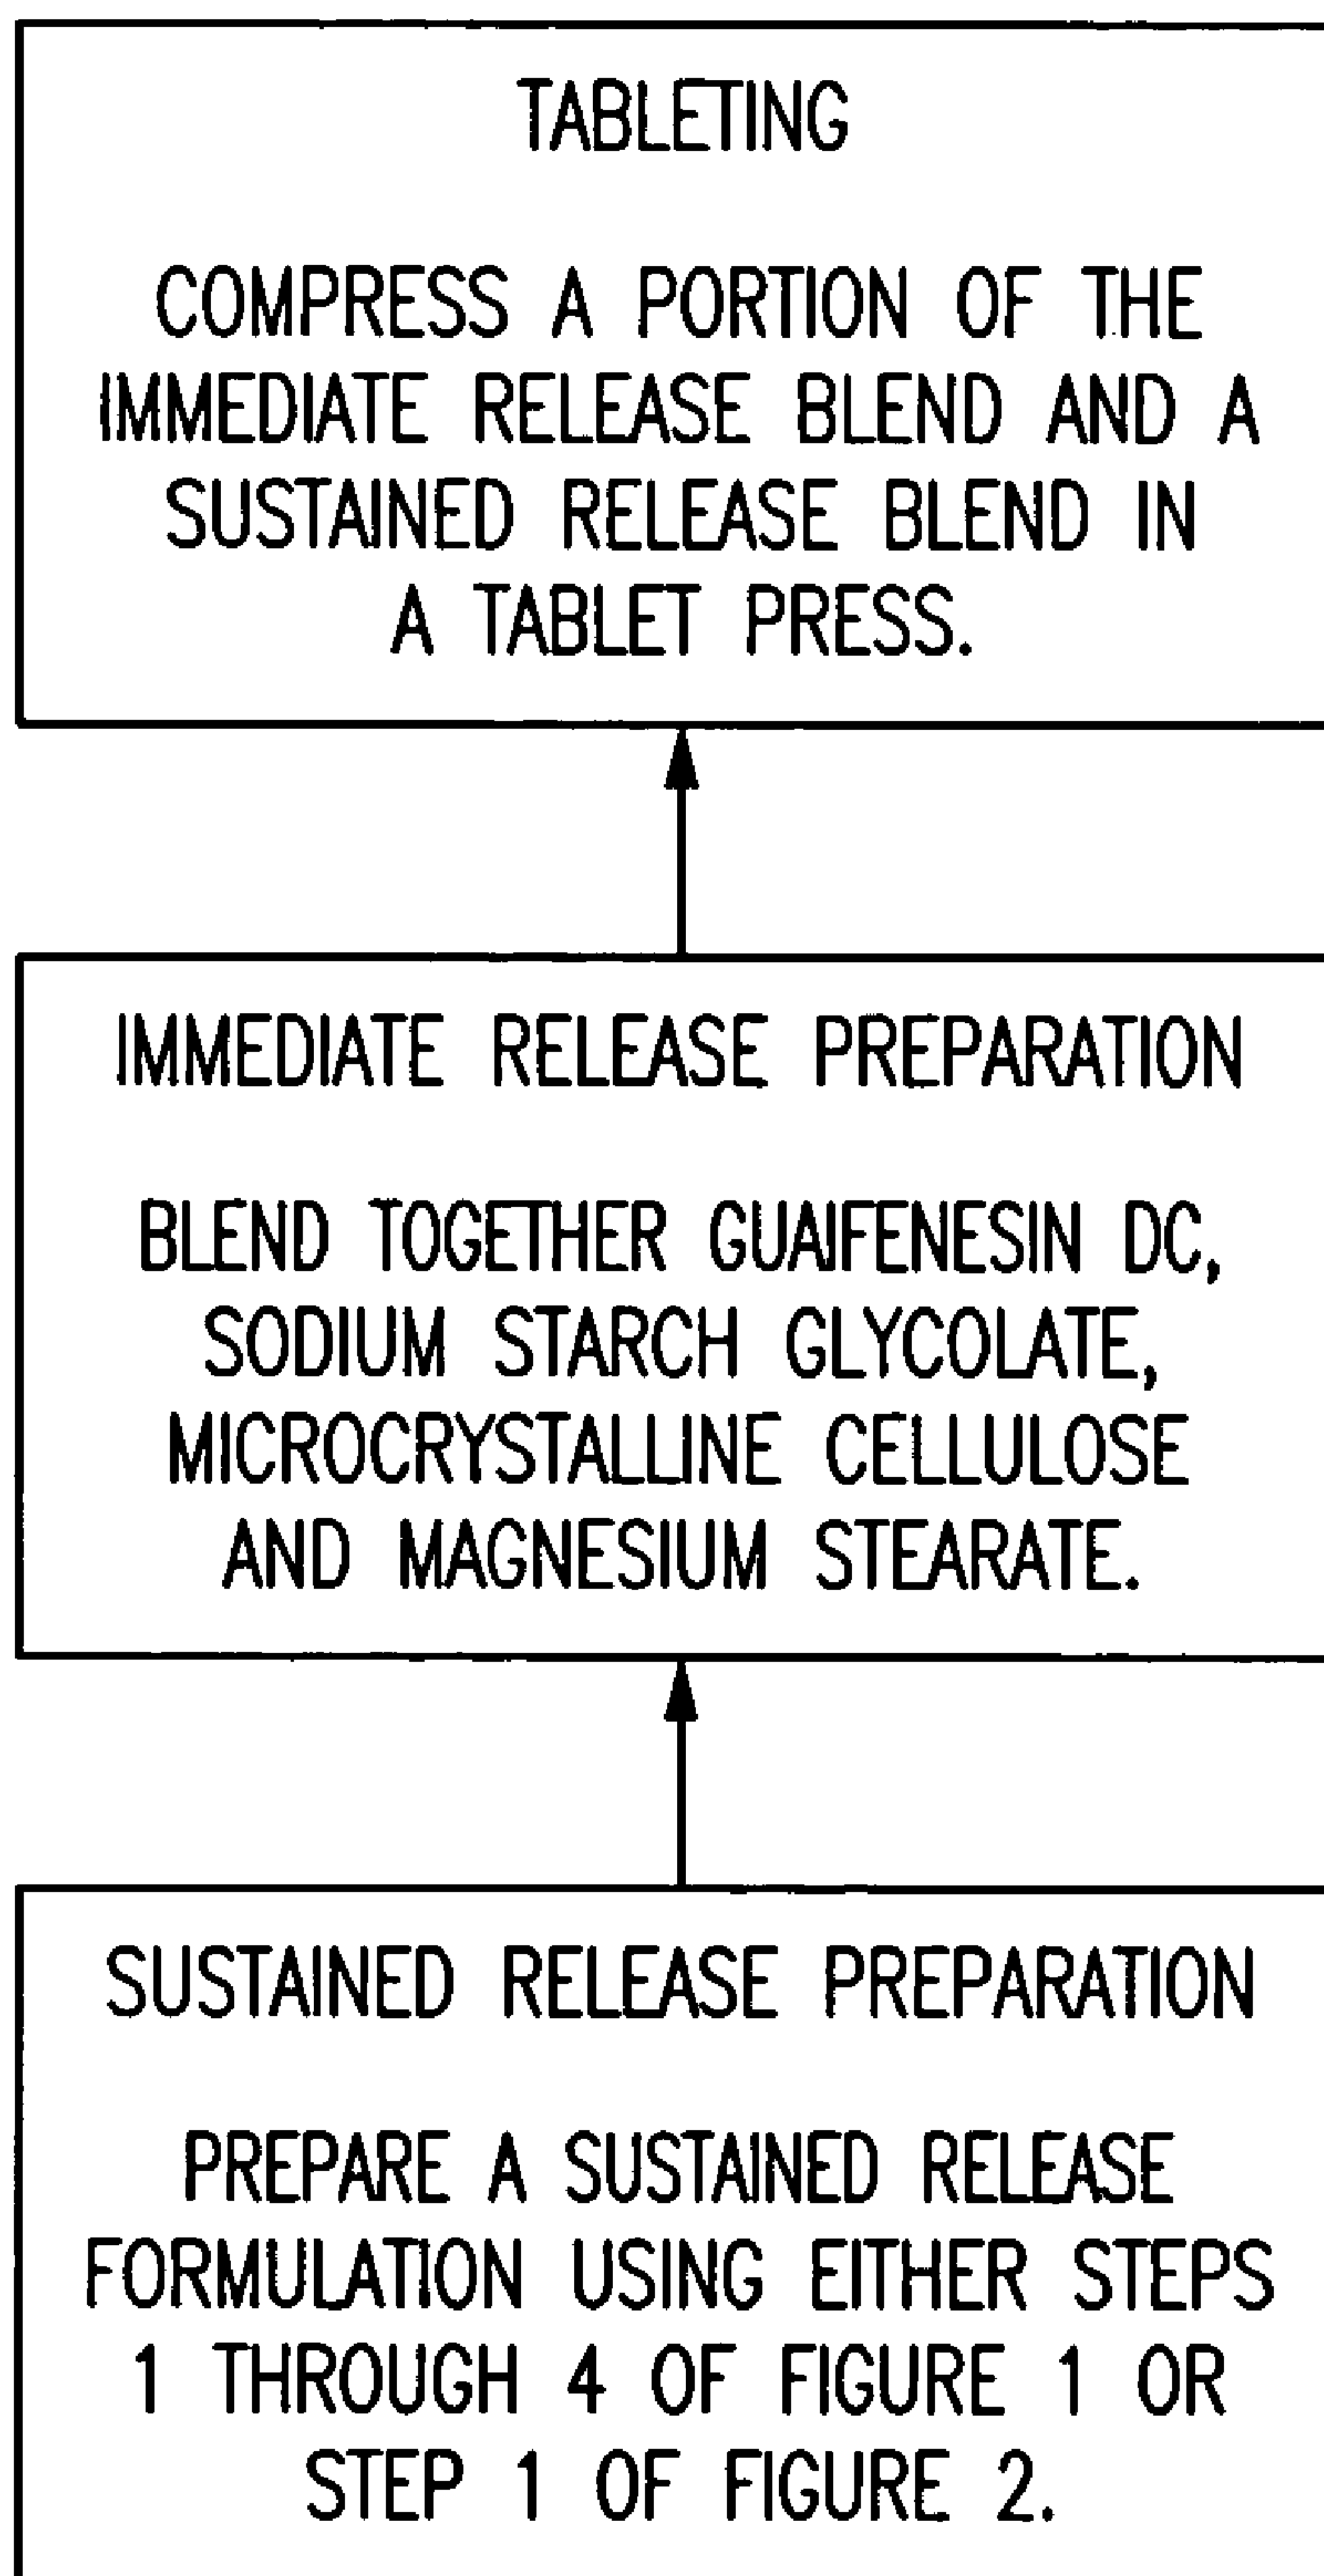 TABLETING
COMPRESS A PORTION OF THE
IMMEDIATE RELEASE BLEND AND A
SUSTAINED RELEASE BLEND IN
A TABLET PRESS.
IMMEDIATE RELEASE PREPARATION
BLEND TOGETHER GUAIFENESIN DC,
SODIUM STARCH GLYCOLATE,
MICROCRYSTALLINE CELLULOSE
AND MAGNESIUM STEARATE.
SUSTAINED RELEASE PREPARATION
PREPARE A SUSTAINED RELEASE
FORMULATION USING EITHER STEPS
1 THROUGH 4 OF FIGURE 1 OR
STEP 1 OF FIGURE 2.